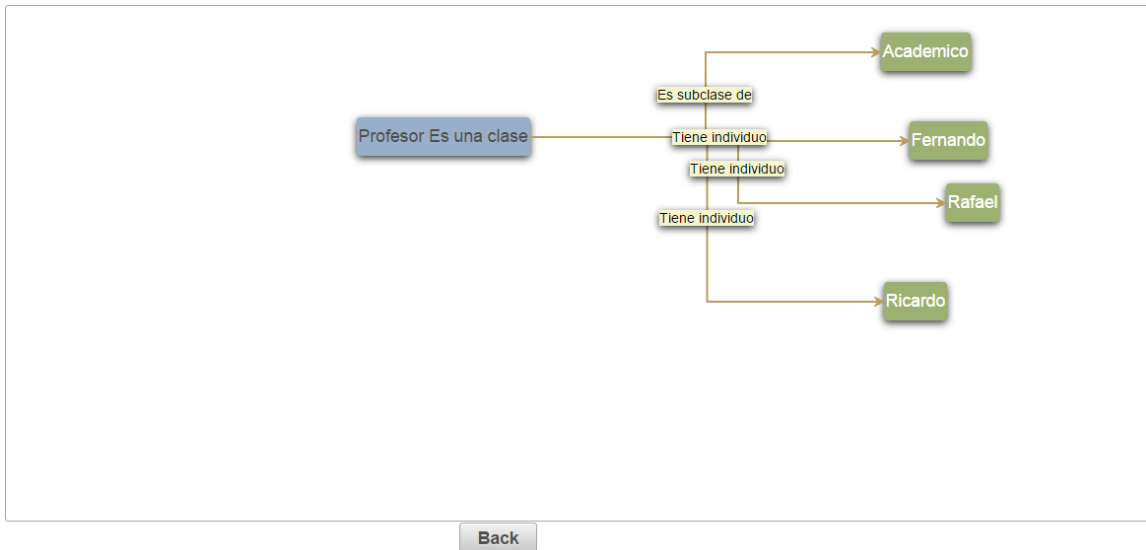 Academico
Es subclase de
Profesor Es una clase
Tiene individuo
Fernando
Tiene individuo
Rafael
Tiene individuo
Ricardo
Back